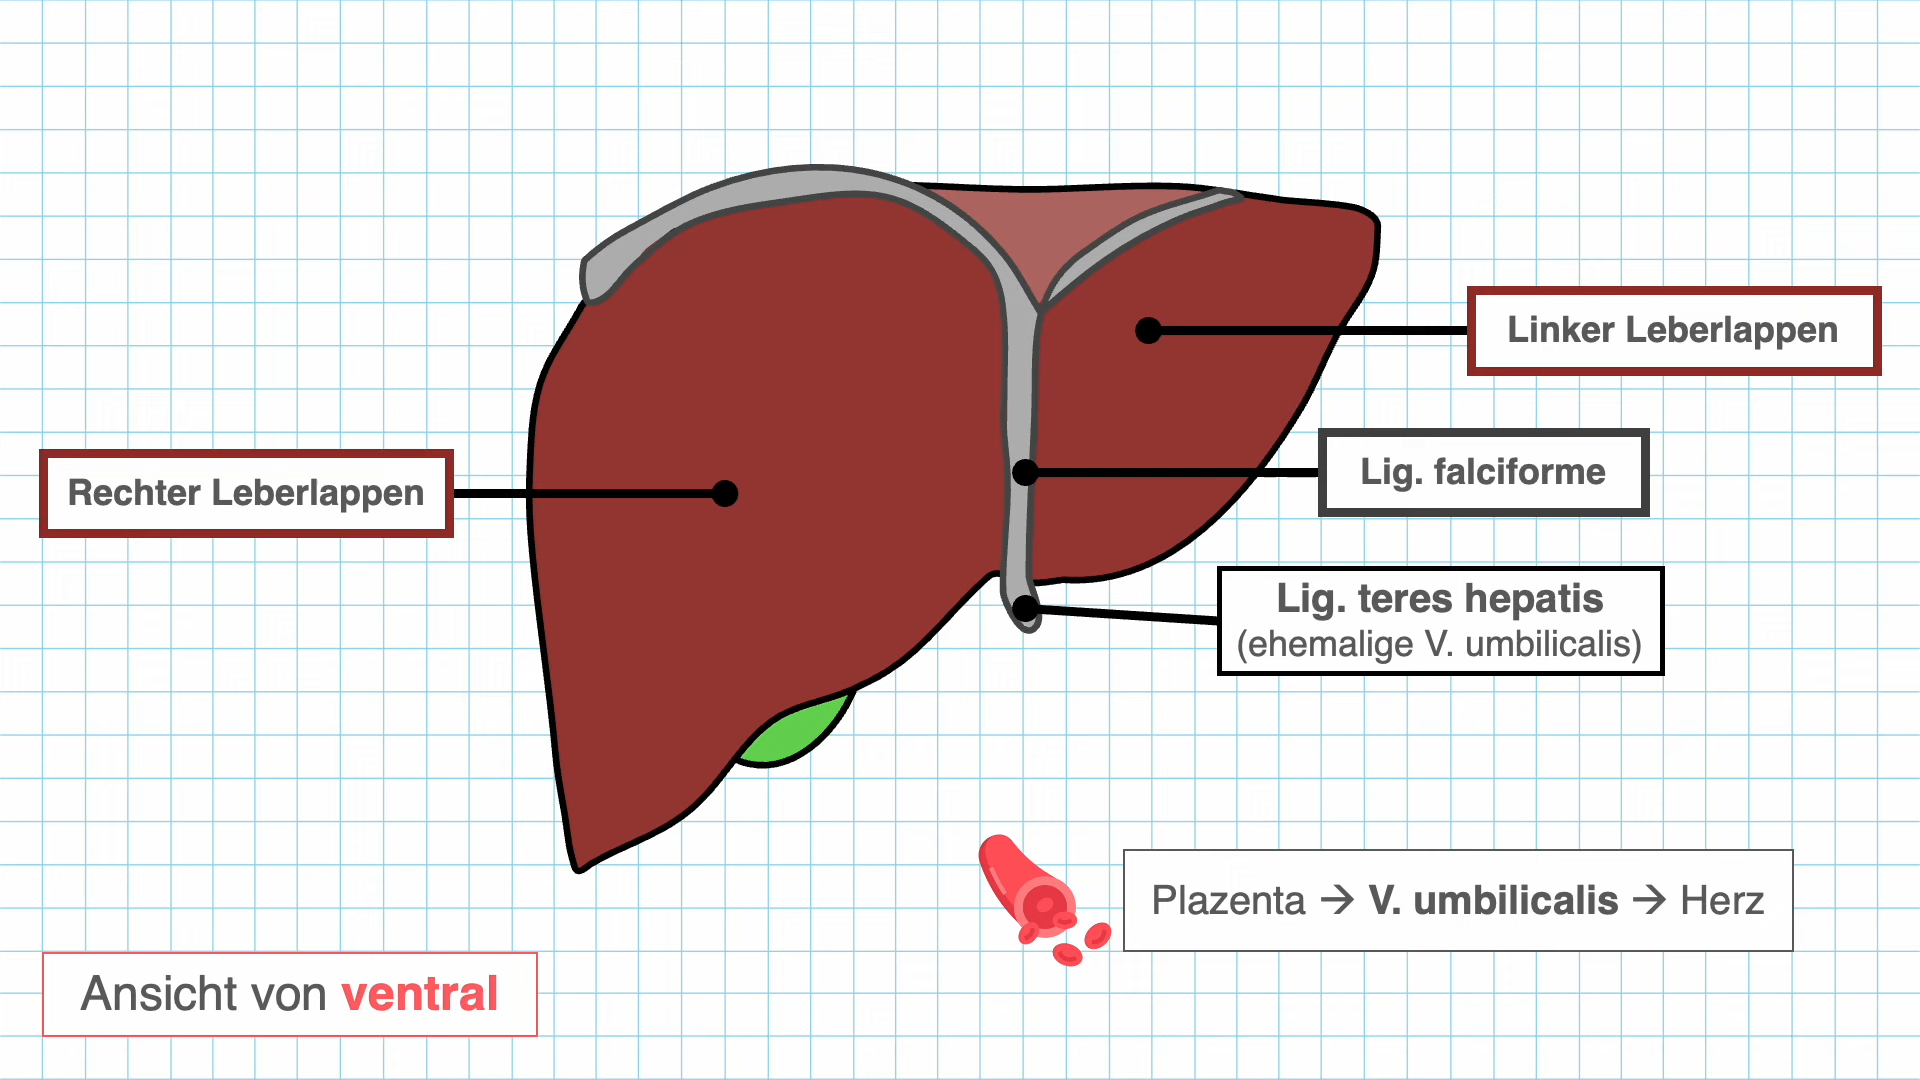 Linker Leberlappen
Lig. falciforme
Rechter Leberlappen
Lig. teres hepatis
(ehemalige V. umbilicalis)
Plazenta → V. umbilicalis → Herz
Ansicht von ventral